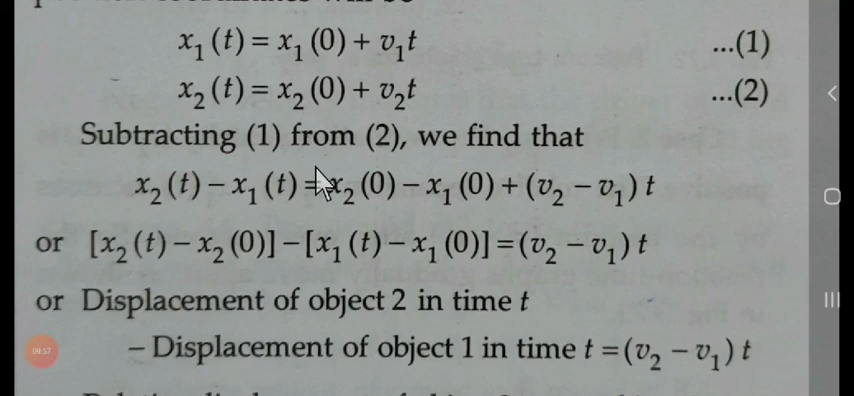 x₁ (t) = x₁ (0) + v₁t ...(1)
x₂ (t) = x₂ (0) + v₂t ...(2)
Subtracting (1) from (2), we find that
x₂ (t) – x₁ (t) = x₂ (0) – x₁ (0) + (v₂ – v₁) t
or [x₂ (t) – x₂ (0)] – [x₁ (t) – x₁ (0)] = (v₂ – v₁) t
or Displacement of object 2 in time t
– Displacement of object 1 in time t = (v₂ – v₁) t
09:57